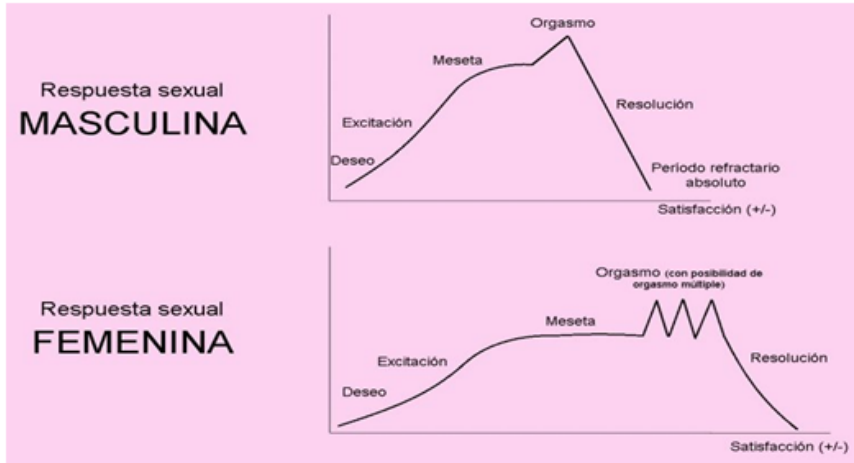 Respuesta sexual
MASCULINA
Orgasmo
Meseta
Excitación
Deseo
Resolución
Período refractario
absoluto
Satisfacción (+/-)
Respuesta sexual
FEMENINA
Orgasmo (con posibilidad de
orgasmo múltiple)
Meseta
Excitación
Deseo
Resolución
Satisfacción (+/-)